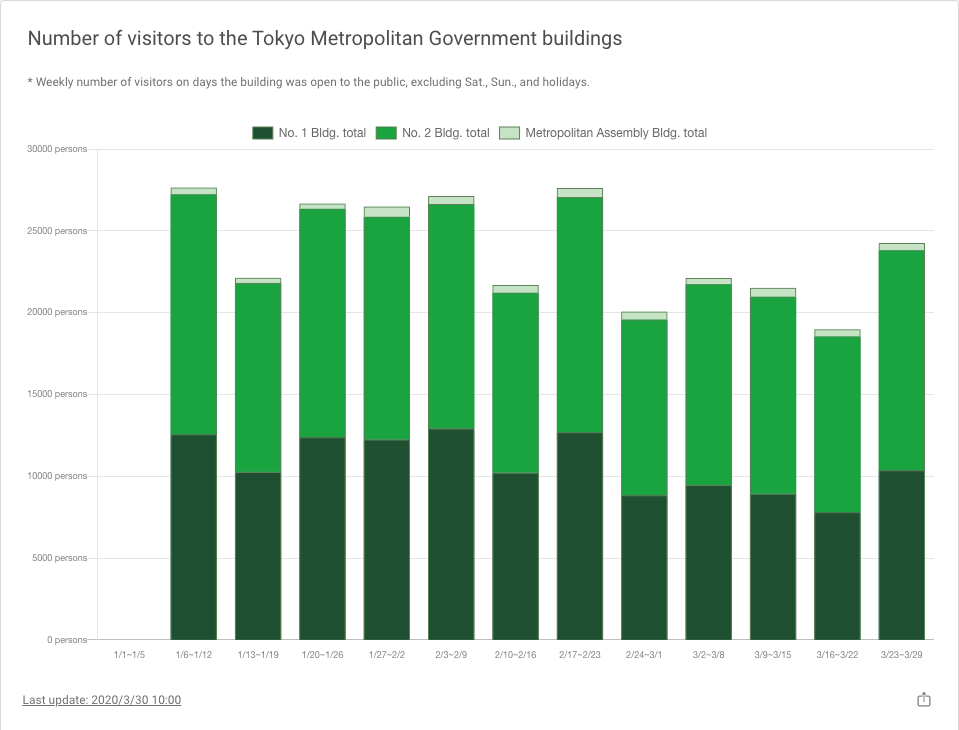 Number of visitors to the Tokyo Metropolitan Government buildings
* Weekly number of visitors on days the building was open to the public, excluding Sat., Sun., and holidays.
No. 1 Bldg. total No. 2 Bldg. total Metropolitan Assembly Bldg. total
30000 persons
25000 persons
20000 persons
15000 persons
10000 persons
5000 persons
0 persons
1/1~1/5 1/6~1/12 1/13~1/19 1/20~1/26 1/27~2/2 2/3~2/9 2/10~2/16 2/17~2/23 2/24~3/1 3/2~3/8 3/9~3/15 3/16~3/22 3/23~3/29
Last update: 2020/3/30 10:00